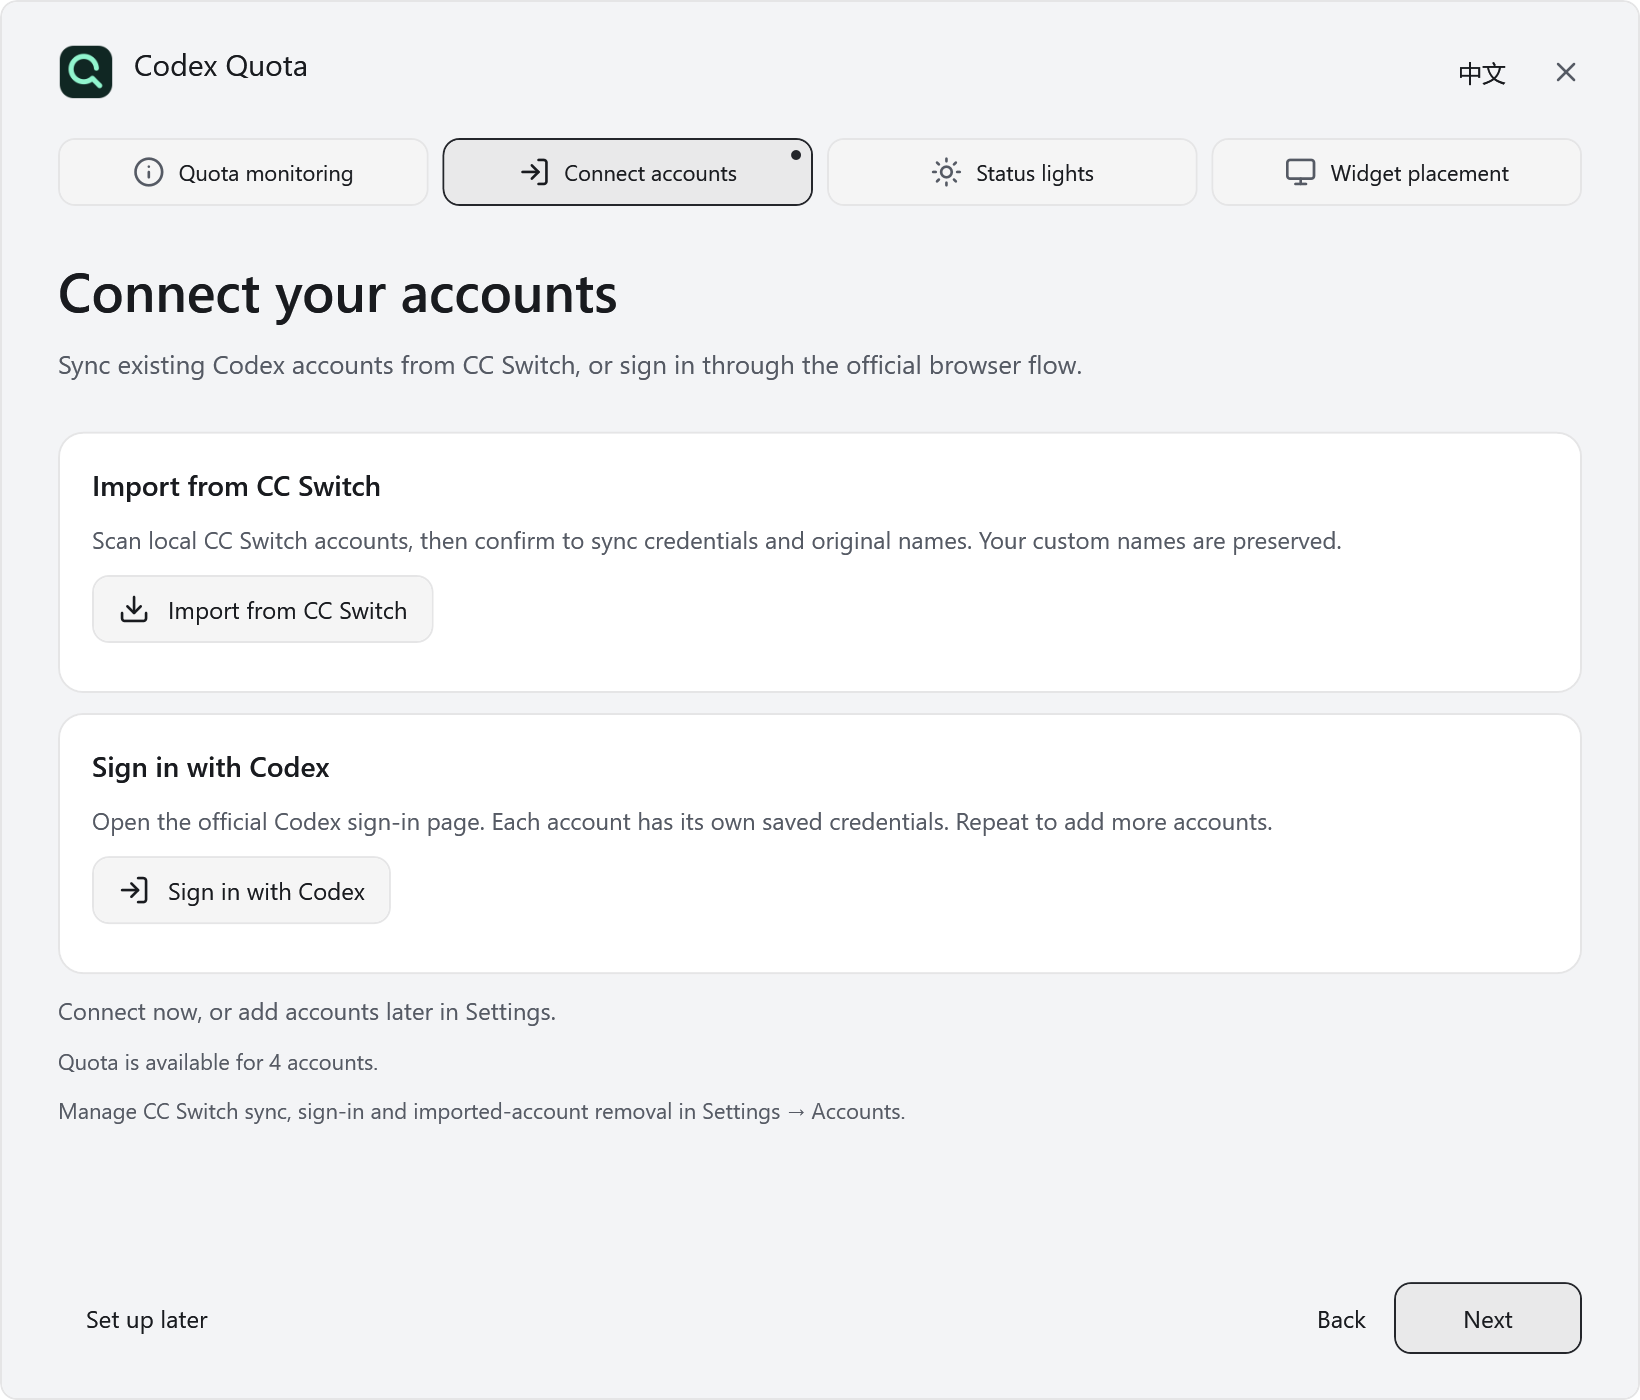 Codex Quota
中文
Quota monitoring
Connect accounts
Status lights
Widget placement
Connect your accounts
Sync existing Codex accounts from CC Switch, or sign in through the official browser flow.
Import from CC Switch
Scan local CC Switch accounts, then confirm to sync credentials and original names. Your custom names are preserved.
Import from CC Switch
Sign in with Codex
Open the official Codex sign-in page. Each account has its own saved credentials. Repeat to add more accounts.
Sign in with Codex
Connect now, or add accounts later in Settings.
Quota is available for 4 accounts.
Manage CC Switch sync, sign-in and imported-account removal in Settings → Accounts.
Set up later
Back
Next